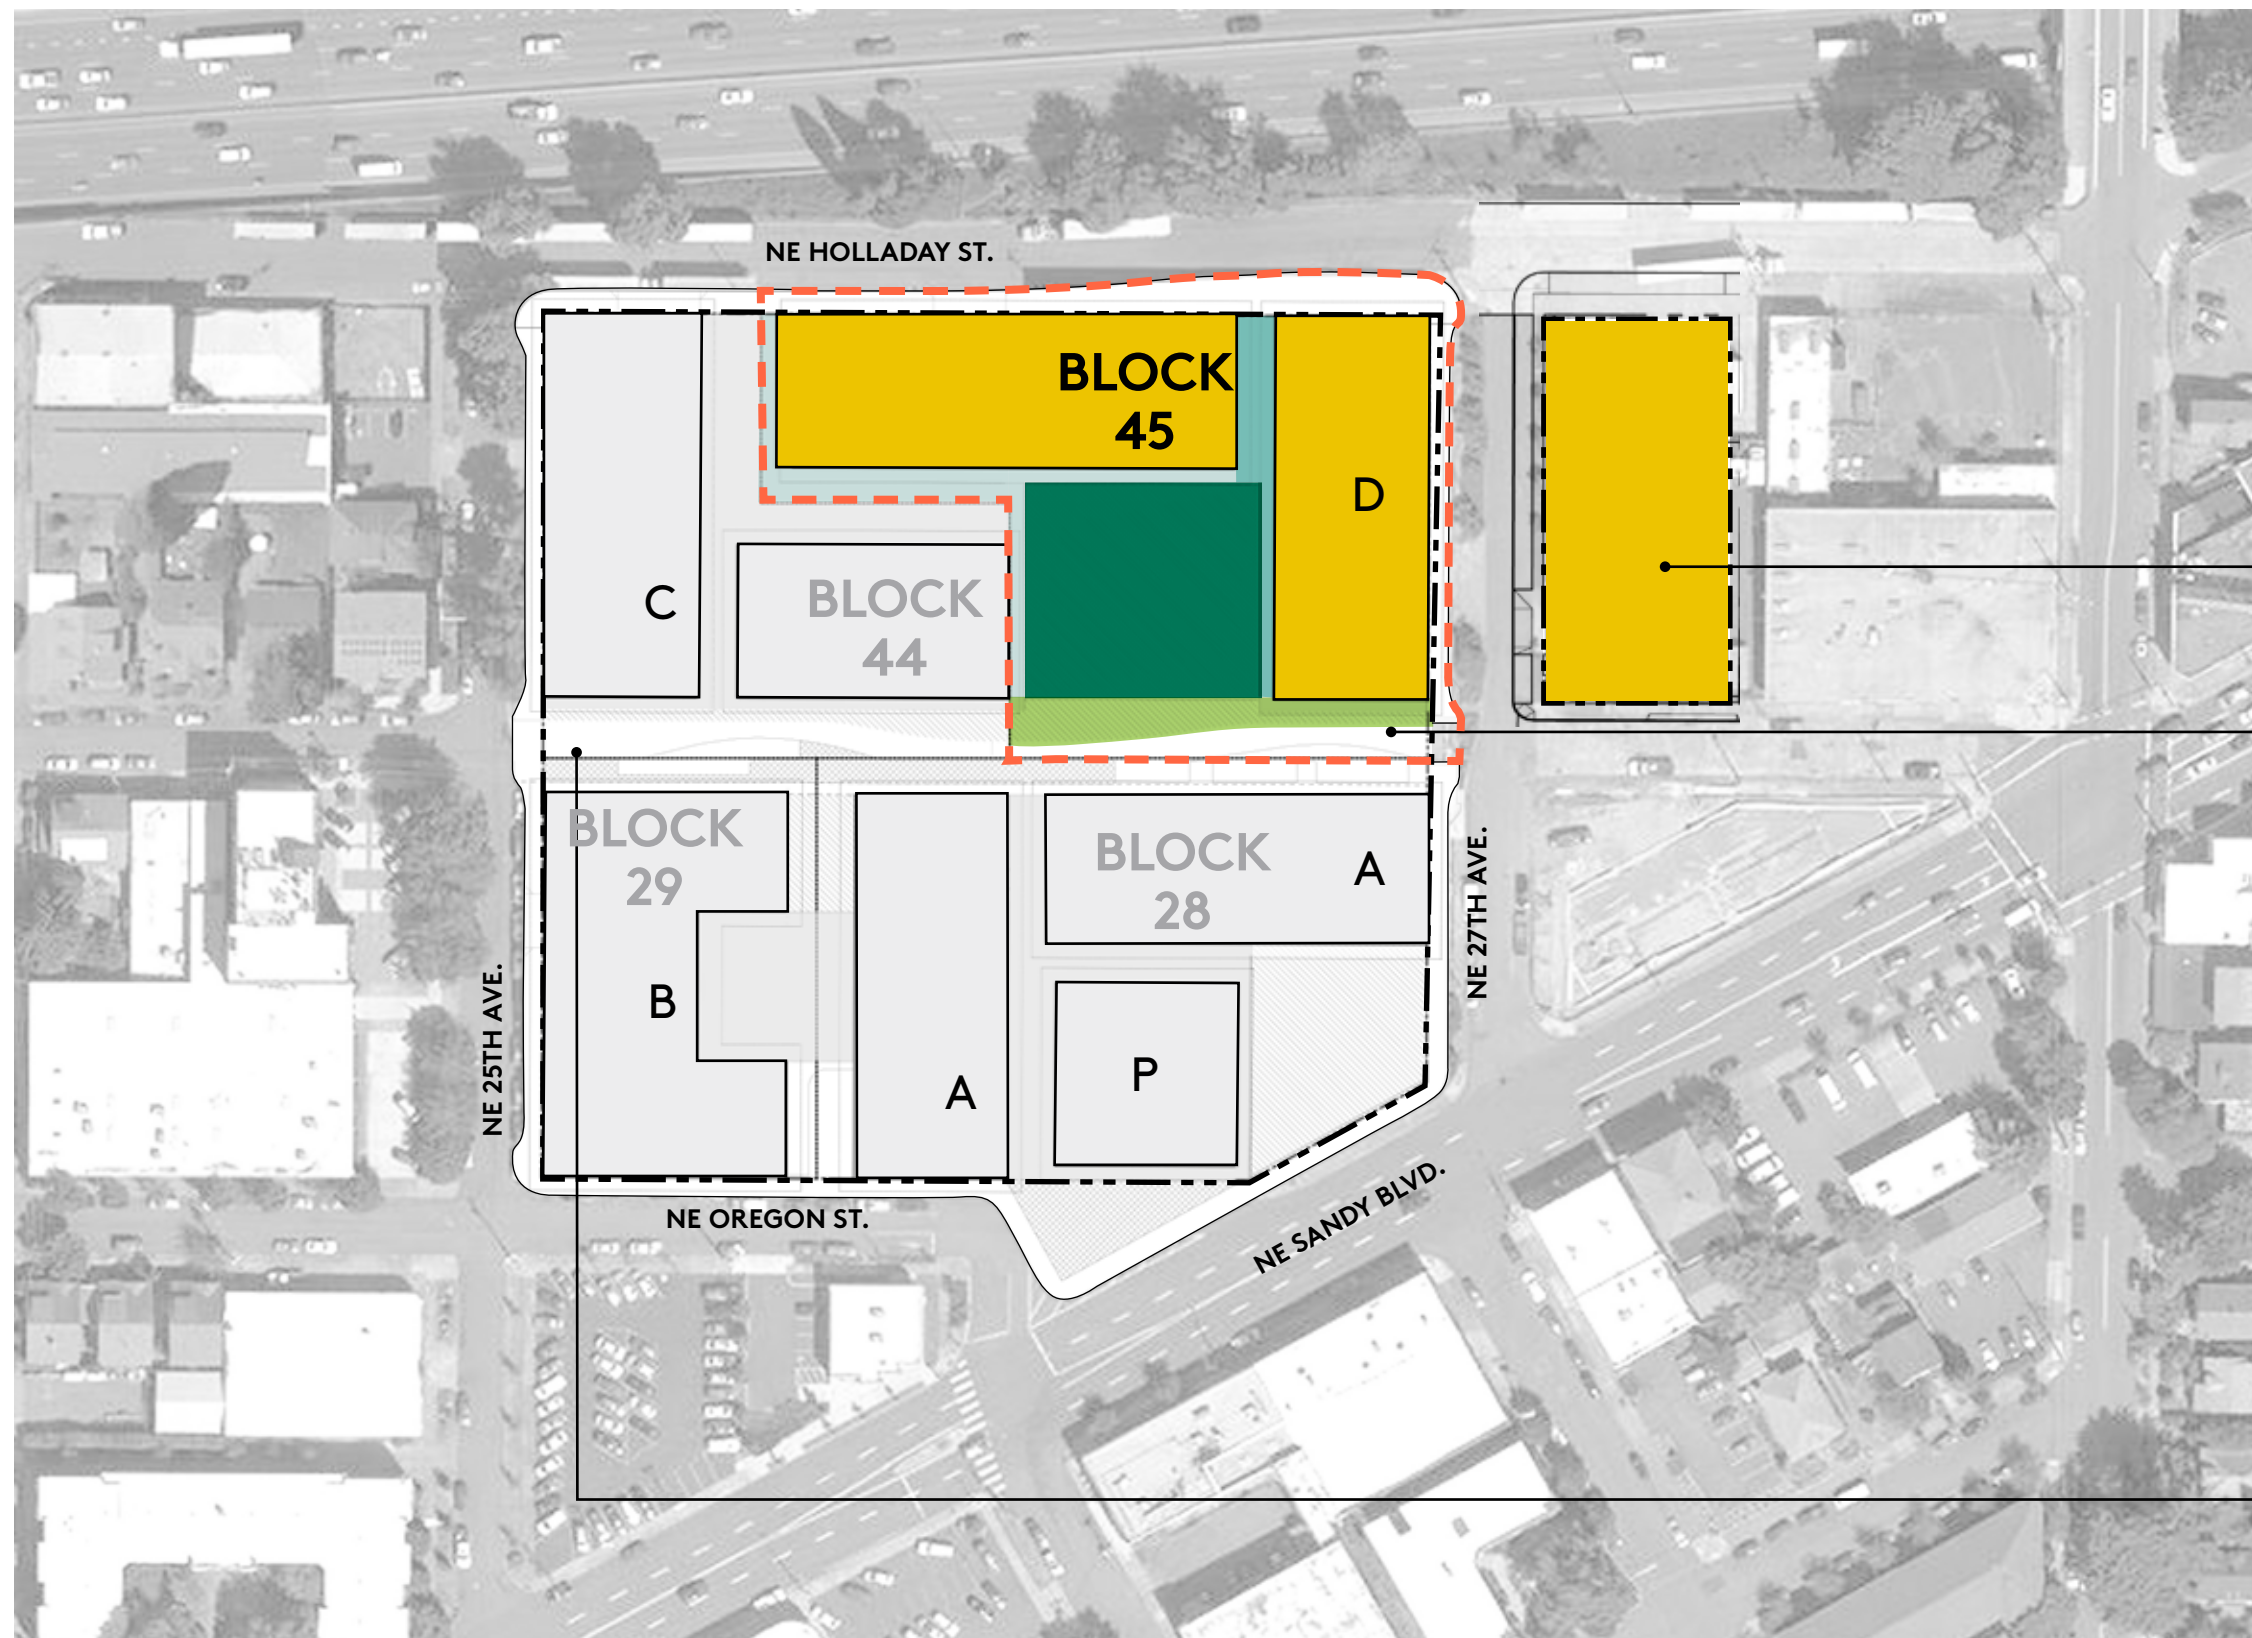 NE HOLLADAY ST.
BLOCK
45
D
C
BLOCK
44
BLOCK
29
BLOCK
28
A
B
A
P
NE 25TH AVE.
NE 27TH AVE.
NE OREGON ST.
NE SANDY BLVD.